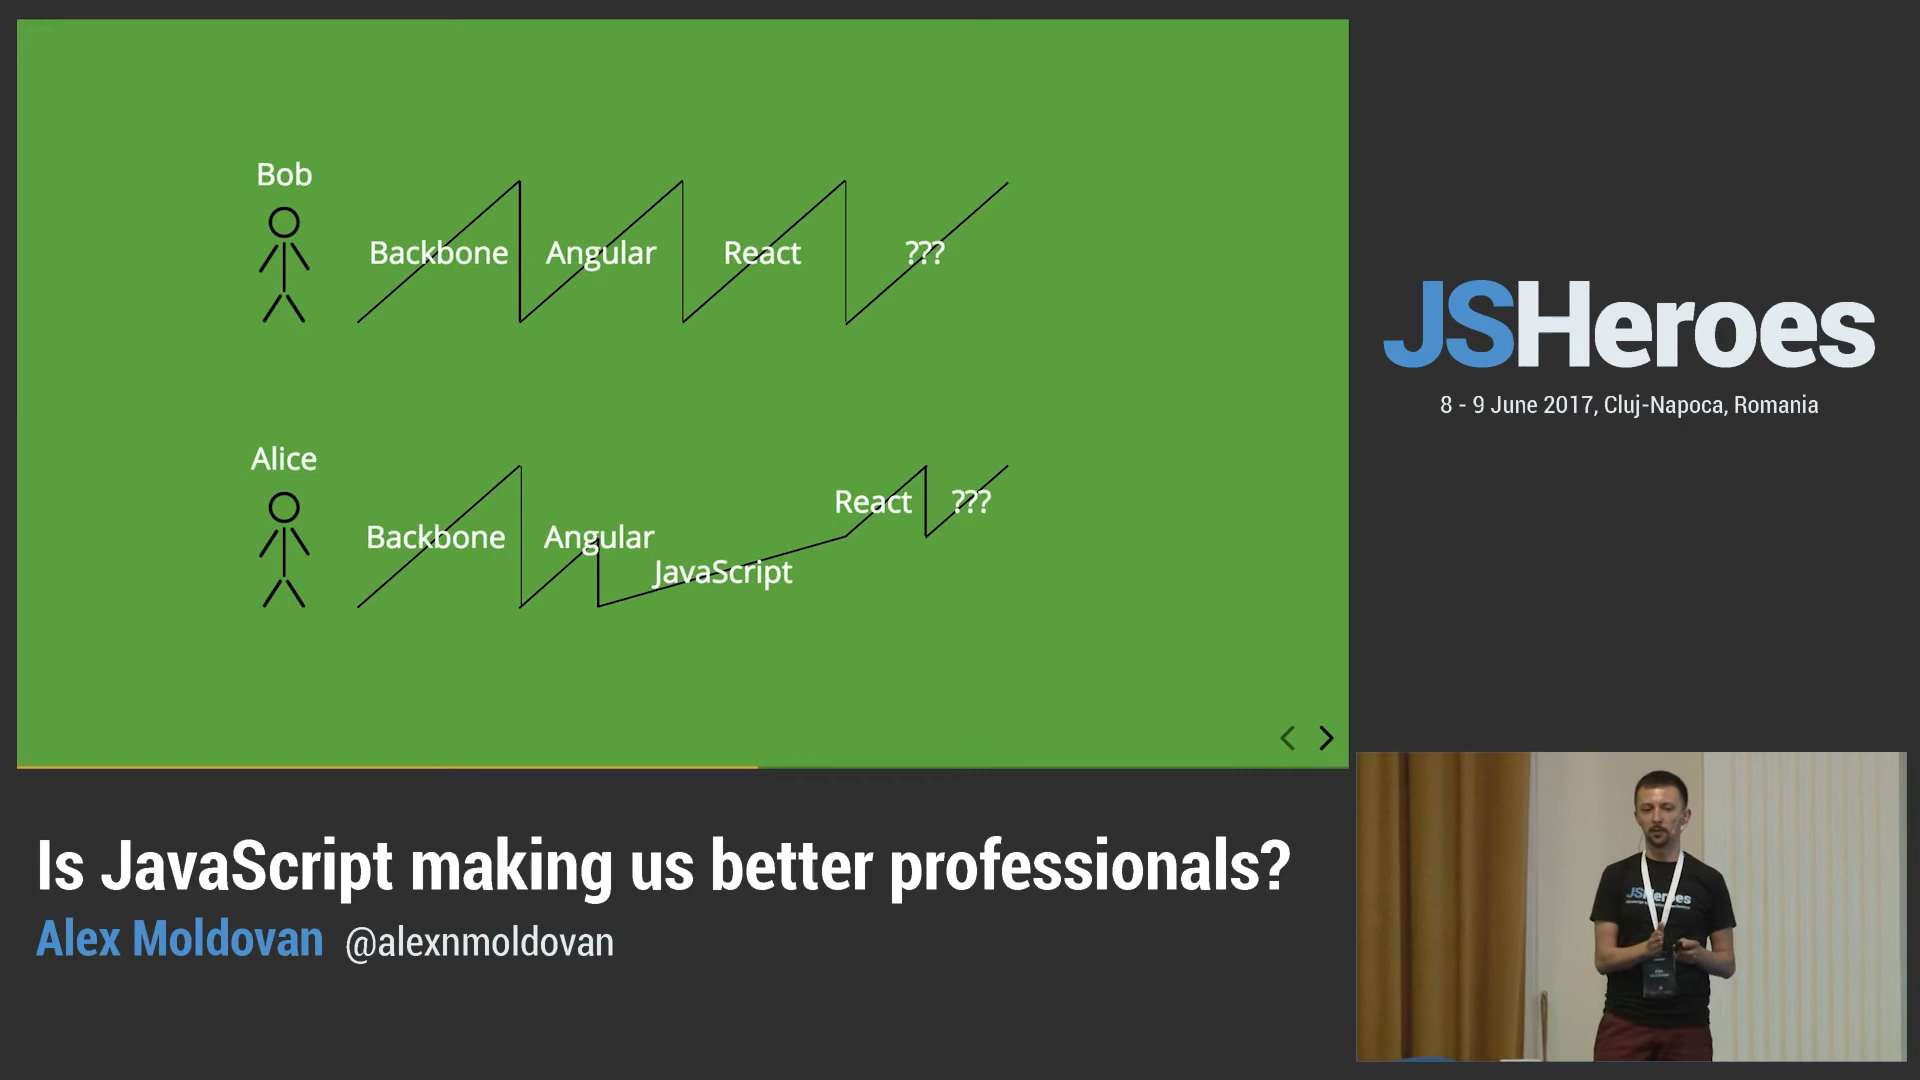 Bob
Backbone Angular React ???
Alice
React ???
Backbone Angular
JavaScript
JSHeroes
8 - 9 June 2017, Cluj-Napoca, Romania
Is JavaScript making us better professionals?
Alex Moldovan @alexnmoldovan
JSHeroes